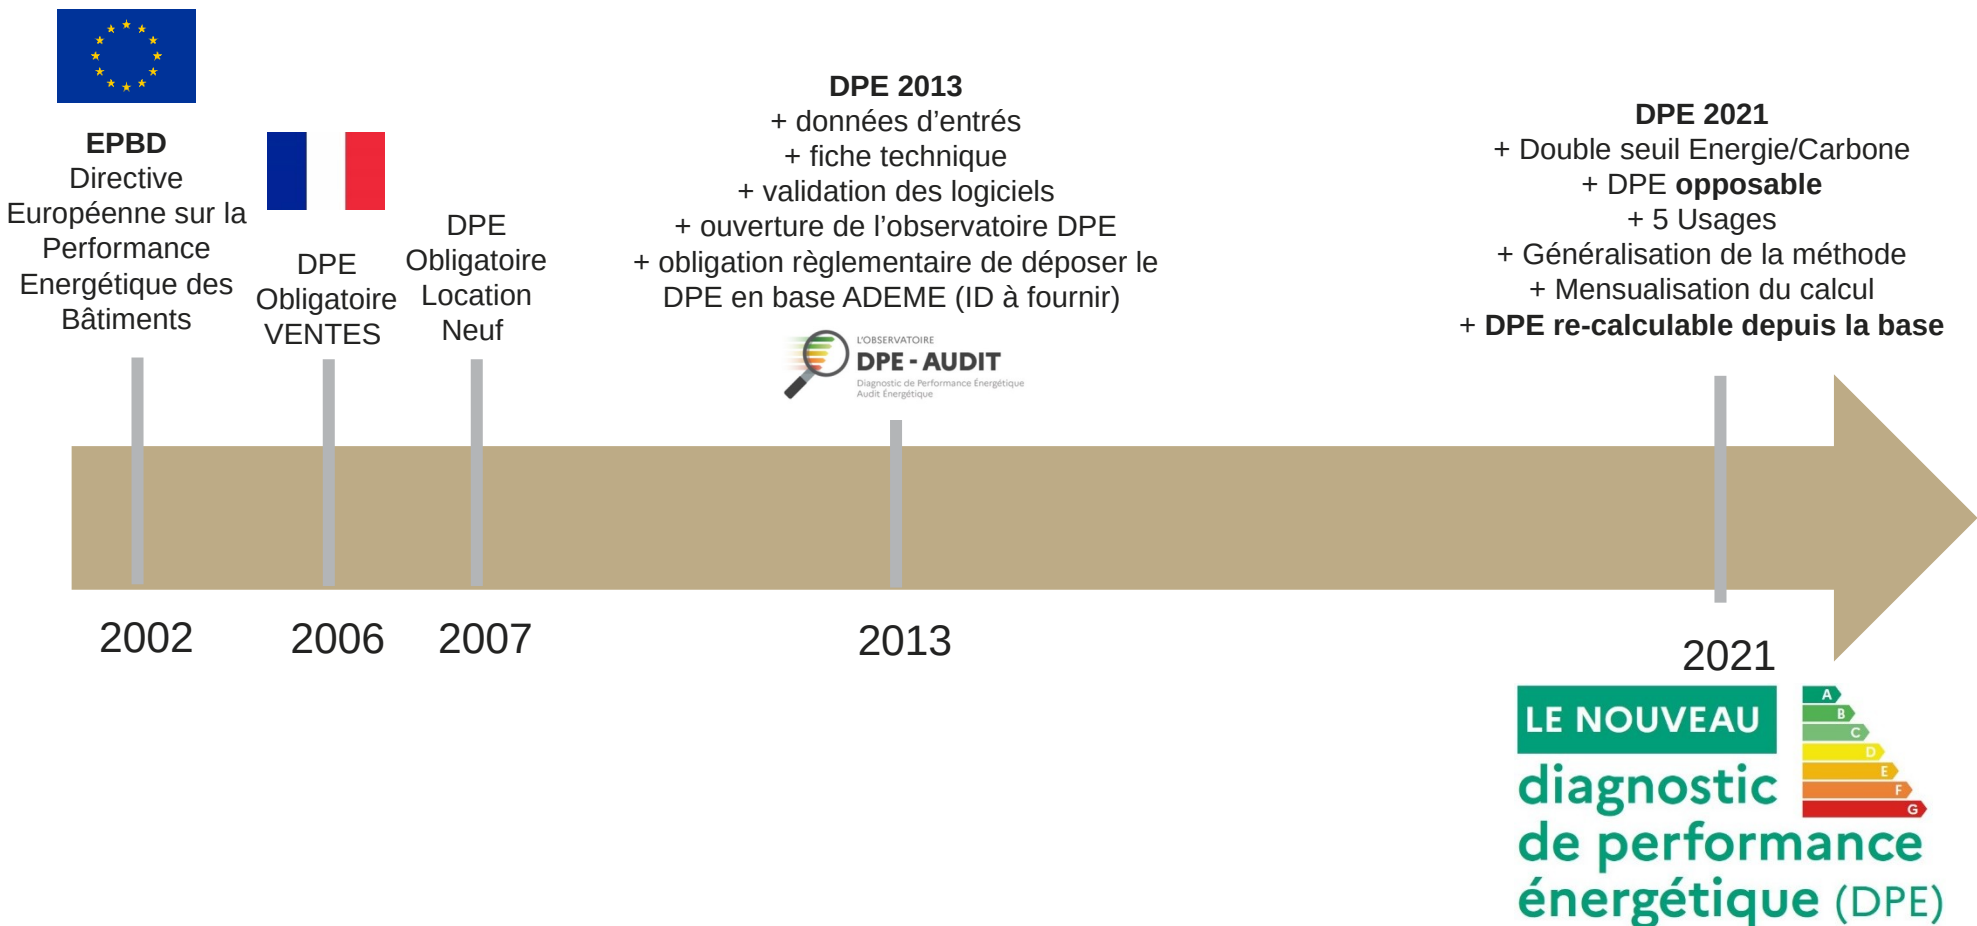 EPBD
Directive
Européenne sur la
Performance
Energétique des
Bâtiments
DPE
Obligatoire
VENTES
DPE
Obligatoire
Location
Neuf
DPE 2013
+ données d’entrés
+ fiche technique
+ validation des logiciels
+ ouverture de l’observatoire DPE
+ obligation règlementaire de déposer le
DPE en base ADEME (ID à fournir)
L'OBSERVATOIRE
DPE - AUDIT
Diagnostic de Performance Énergétique
Audit Énergétique
DPE 2021
+ Double seuil Energie/Carbone
+ DPE opposable
+ 5 Usages
+ Généralisation de la méthode
+ Mensualisation du calcul
+ DPE re-calculable depuis la base
2002
2006
2007
2013
2021
LE NOUVEAU
diagnostic
de performance
énergétique (DPE)
A
B
C
D
E
F
G